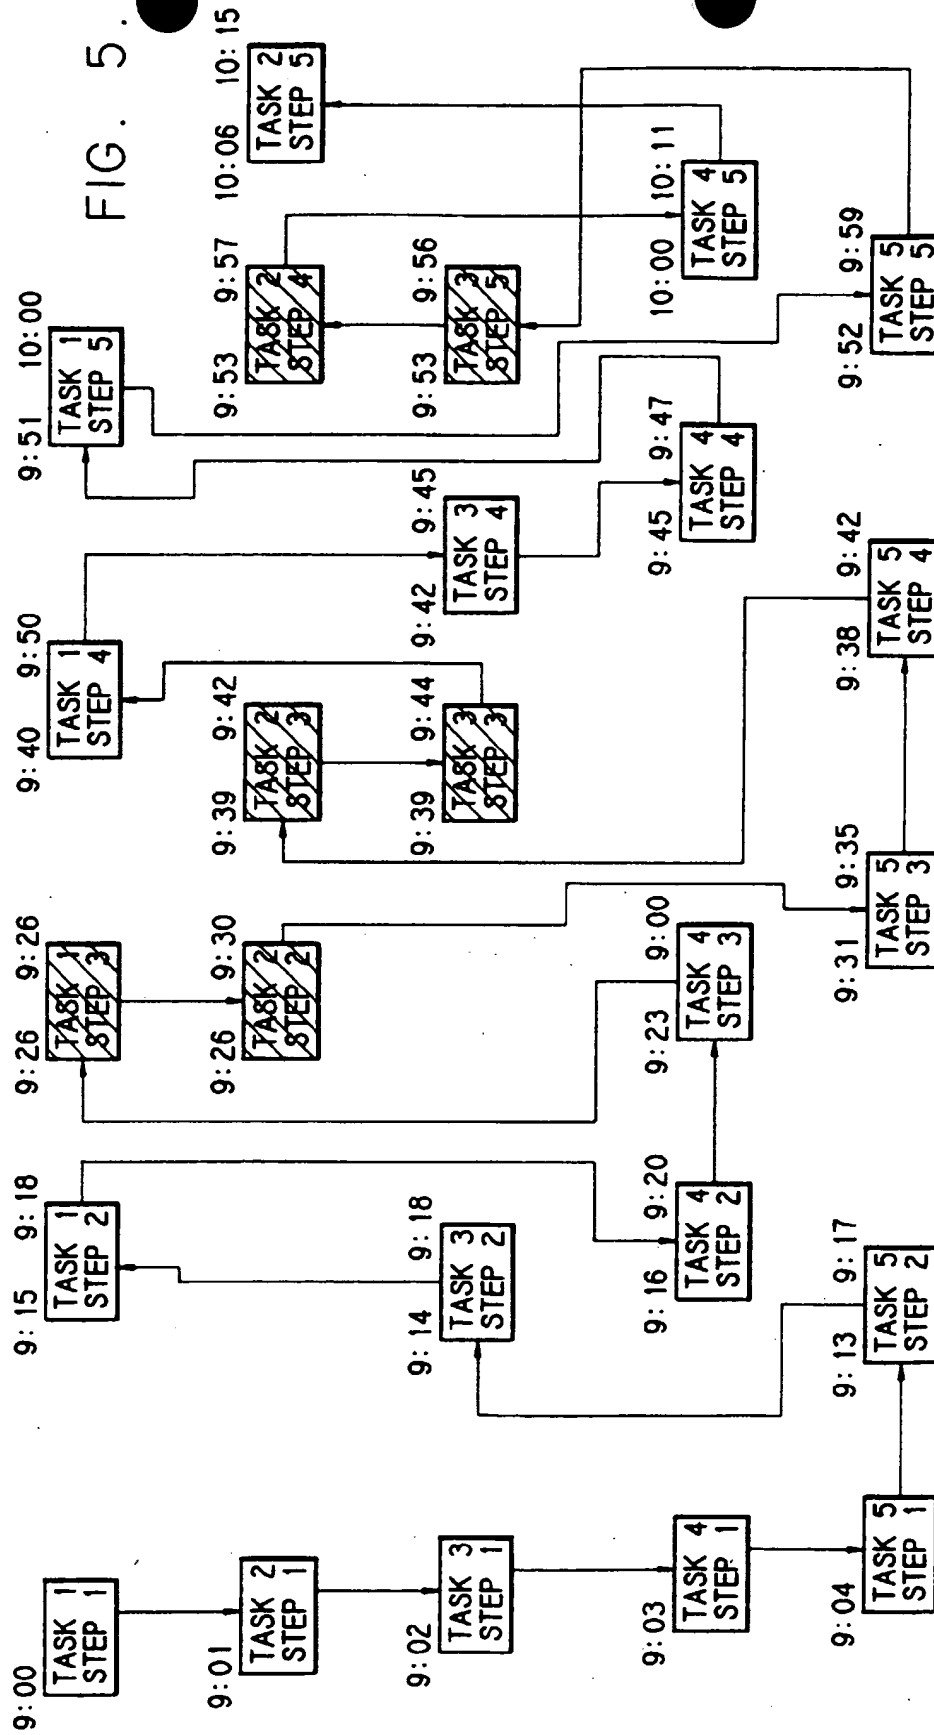 FIG. 5.
9:00
TASK 1
STEP 1
9:15 9:18
TASK 1
STEP 2
9:26 9:26
TASK 1
STEP 3
9:40 9:50
TASK 1
STEP 4
9:51 10:00
TASK 1
STEP 5
9:01
TASK 2
STEP 1
9:26 9:30
TASK 2
STEP 2
9:39 9:42
TASK 2
STEP 3
9:53 9:57
TASK 2
STEP 4
10:06 10:15
TASK 2
STEP 5
9:02
TASK 3
STEP 1
9:14 9:18
TASK 3
STEP 2
9:39 9:44
TASK 3
STEP 3
9:42 9:45
TASK 3
STEP 4
9:53 9:56
TASK 3
STEP 5
9:03
TASK 4
STEP 1
9:16 9:20
TASK 4
STEP 2
9:23 9:00
TASK 4
STEP 3
9:45 9:47
TASK 4
STEP 4
10:00 10:11
TASK 4
STEP 5
9:04
TASK 5
STEP 1
9:13 9:17
TASK 5
STEP 2
9:31 9:35
TASK 5
STEP 3
9:38 9:42
TASK 5
STEP 4
9:52 9:59
TASK 5
STEP 5